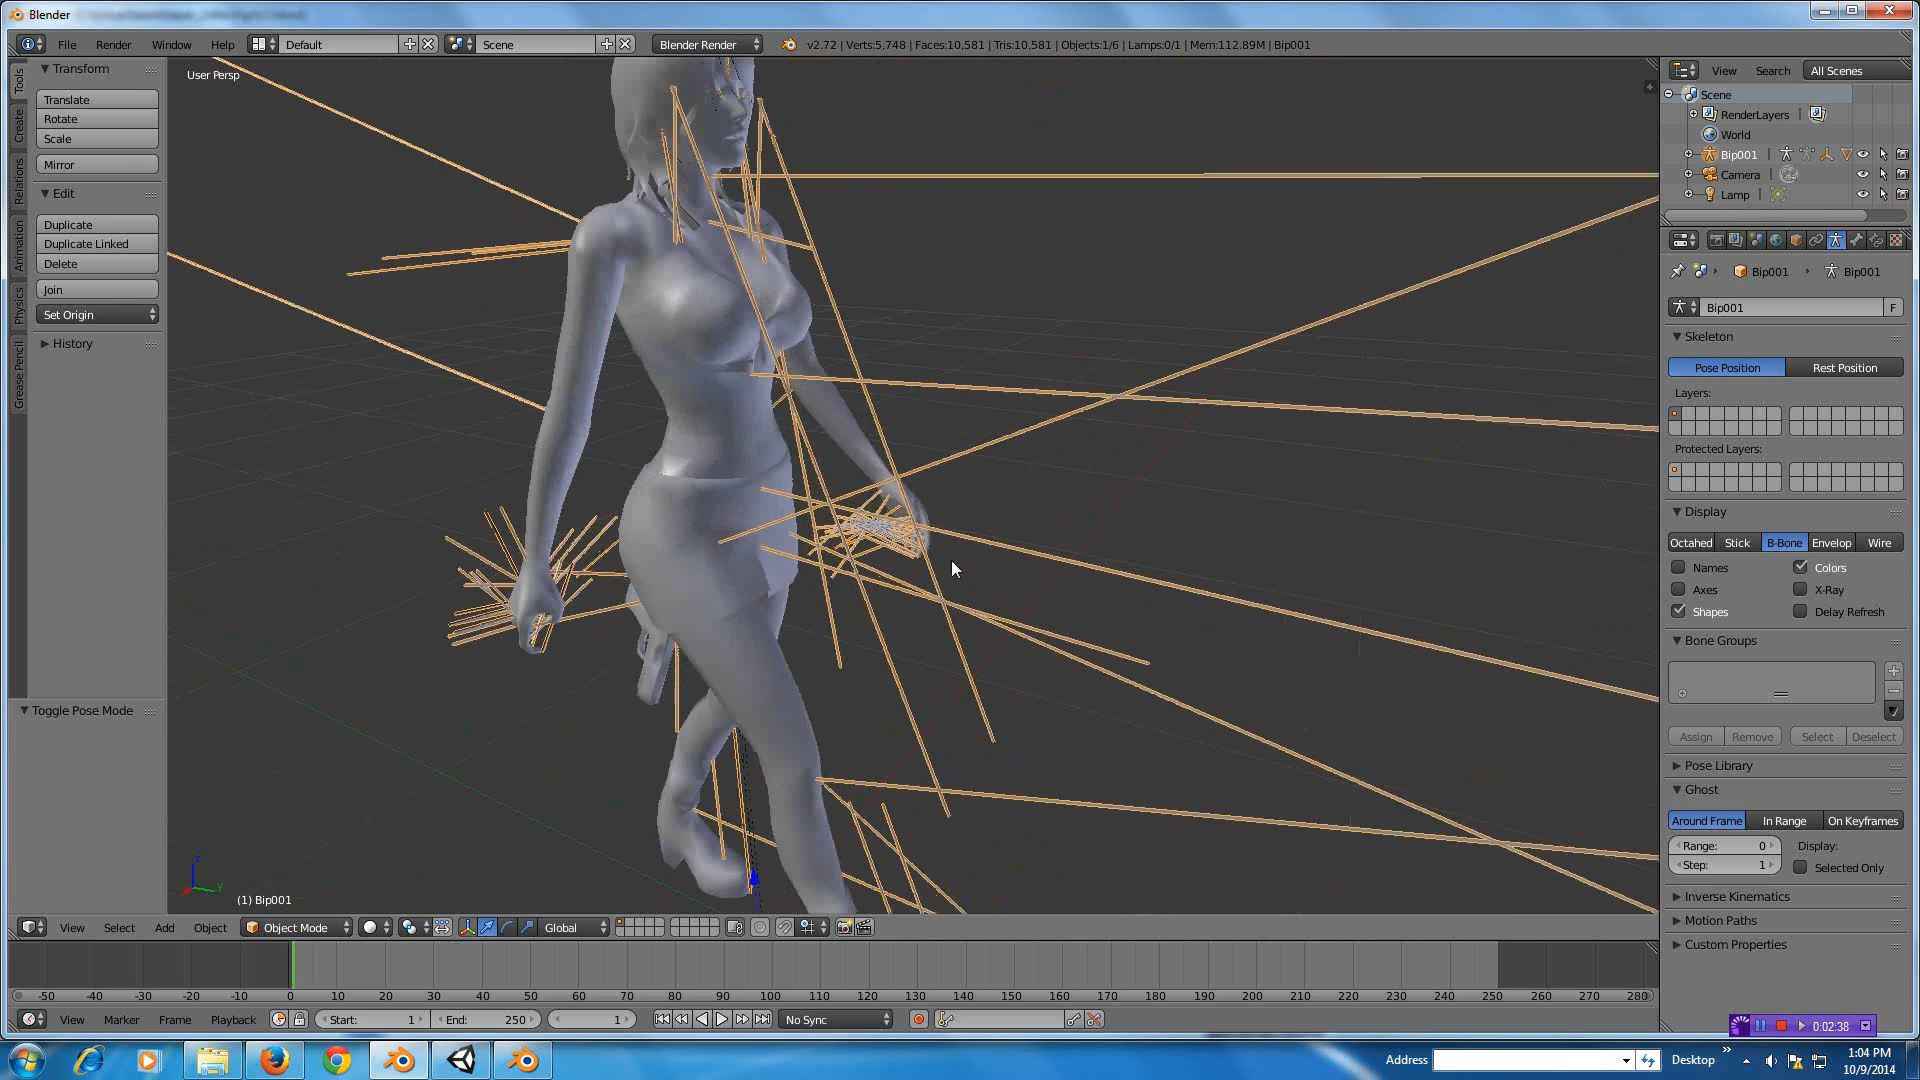 Blender
File Render Window Help Default Scene Blender Render v2.72 | Verts:5,748 | Faces:10,581 | Tris:10,581 | Objects:1/6 | Lamps:0/1 | Mem:112.89M | Bip001
Tools
Create
Relations
Animation
Physics
Grease Pencil
Transform
Translate
Rotate
Scale
Mirror
Edit
Duplicate
Duplicate Linked
Delete
Join
Set Origin
History
Toggle Pose Mode
User Persp
z
y
(1) Bip001
View Search All Scenes
Scene
RenderLayers
World
Bip001
Camera
Lamp
Bip001 Bip001
Bip001 F
Skeleton
Pose Position Rest Position
Layers:
Protected Layers:
Display
Octahed Stick B-Bone Envelop Wire
Names Colors
Axes X-Ray
Shapes Delay Refresh
Bone Groups
Assign Remove Select Deselect
Pose Library
Ghost
Around Frame In Range On Keyframes
Range: 0 Display:
Step: 1 Selected Only
Inverse Kinematics
Motion Paths
Custom Properties
View Select Add Object Object Mode Global
-50 -40 -30 -20 -10 0 10 20 30 40 50 60 70 80 90 100 110 120 130 140 150 160 170 180 190 200 210 220 230 240 250 260 270 280
View Marker Frame Playback Start: 1 End: 250 1 No Sync
0:02:38
Address Desktop
1:04 PM
10/9/2014